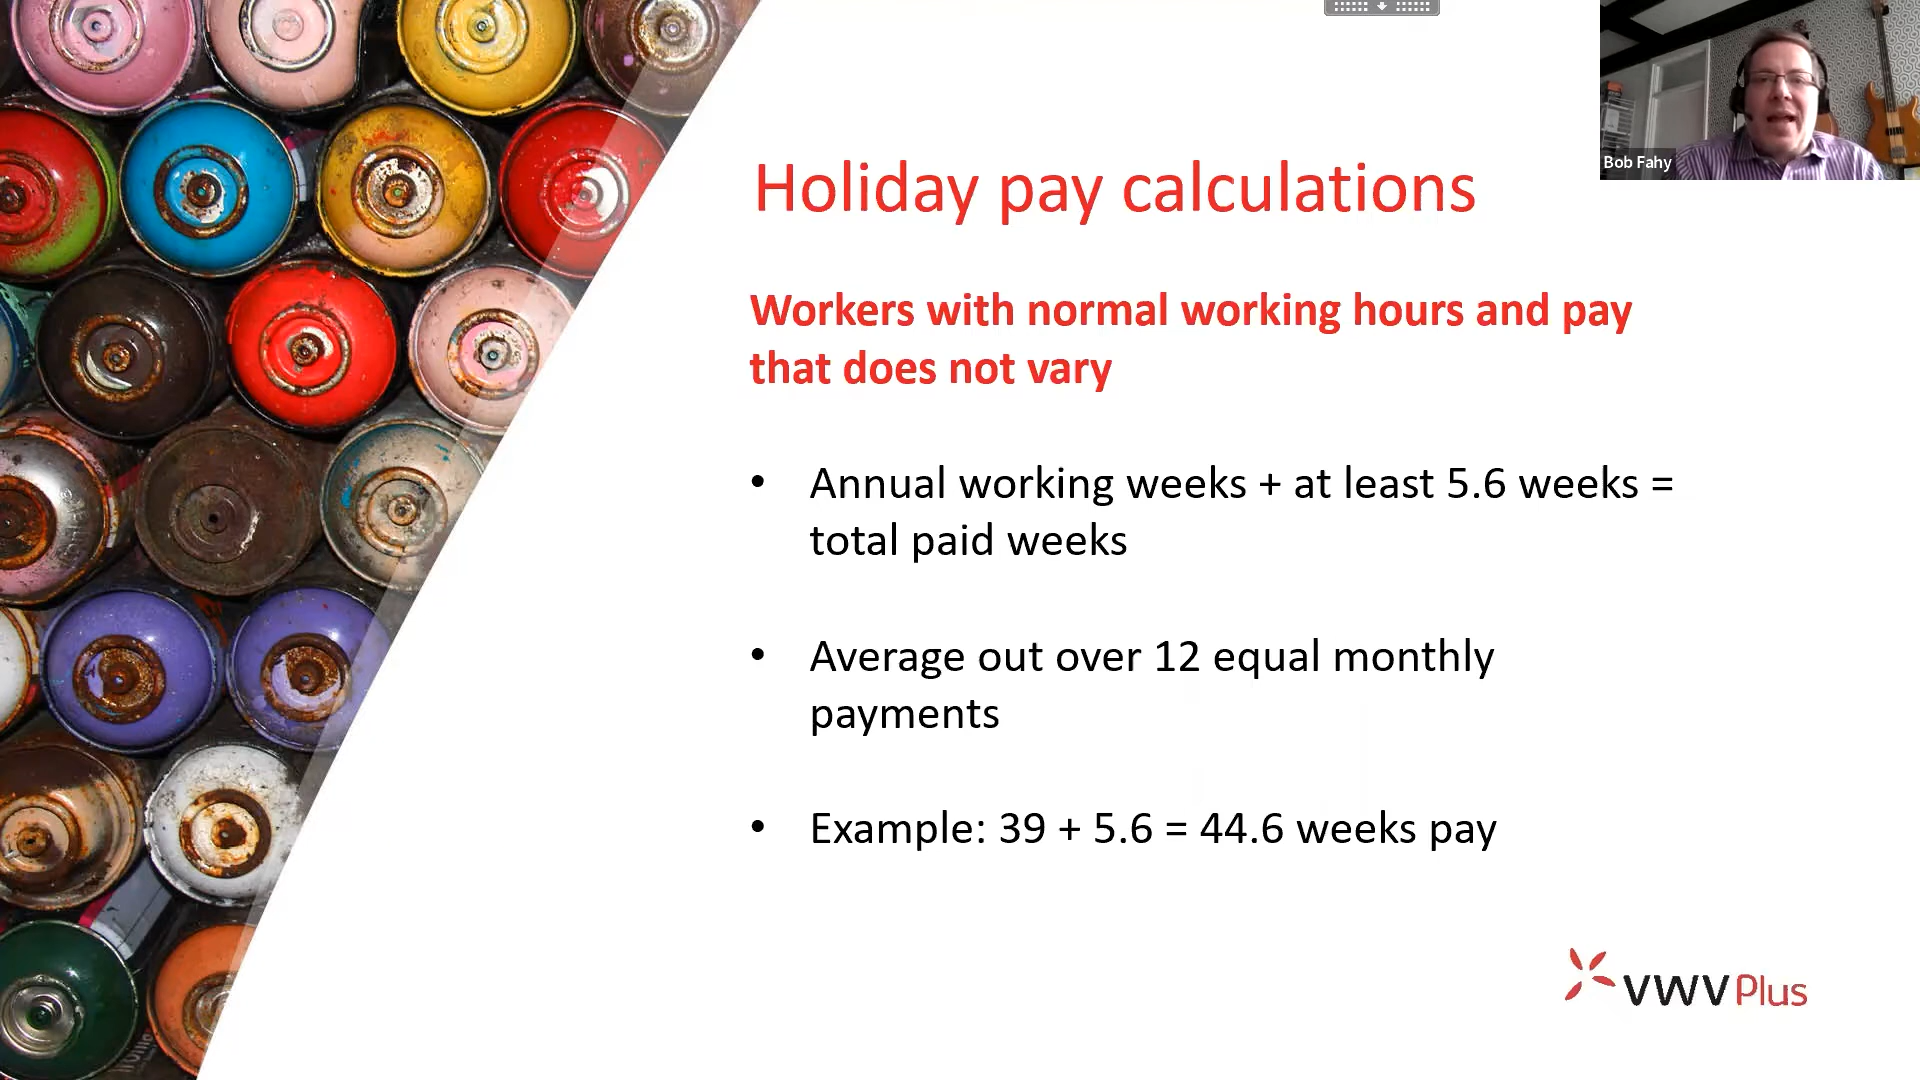 Bob Fahy
Holiday pay calculations
Workers with normal working hours and pay
that does not vary
• Annual working weeks + at least 5.6 weeks =
total paid weeks
• Average out over 12 equal monthly
payments
• Example: 39 + 5.6 = 44.6 weeks pay
VWV Plus